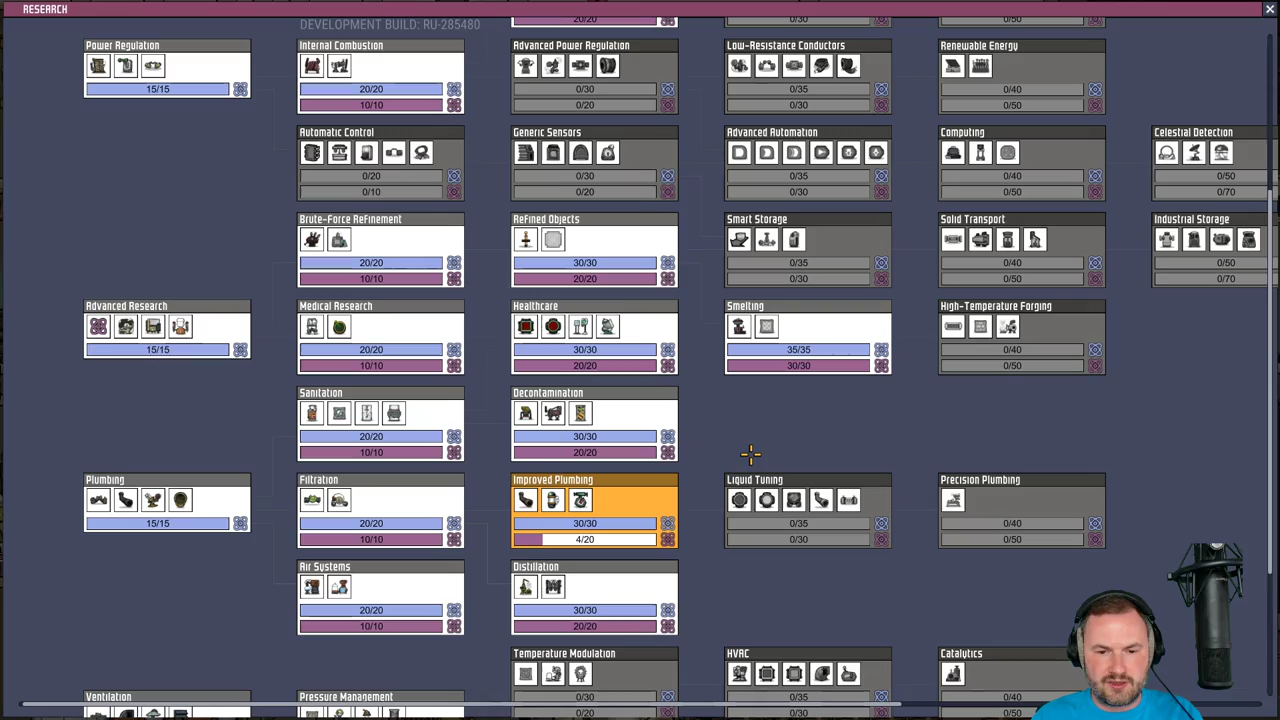 RESEARCH
DEVELOPMENT BUILD: RU-285480
20/20 0/30 0/30
Power Regulation Internal Combustion Advanced Power Regulation Low-Resistance Conductors Renewable Energy
15/15 20/20 0/30 0/35 0/40
10/10 0/20 0/30 0/50
Automatic Control Generic Sensors Advanced Automation Computing Celestial Detection
0/20 0/30 0/35 0/40 0/50
0/10 0/20 0/30 0/50 0/70
Brute-Force Refinement Refined Objects Smart Storage Solid Transport Industrial Storage
20/20 30/30 0/35 0/40 0/50
10/10 20/20 0/30 0/50 0/70
Advanced Research Medical Research Healthcare Smelting High-Temperature Forging
15/15 20/20 30/30 35/35 0/40
10/10 20/20 30/30 0/50
Sanitation Decontamination
20/20 30/30
10/10 20/20
Plumbing Filtration Improved Plumbing Liquid Tuning Precision Plumbing
15/15 20/20 30/30 0/35 0/40
10/10 4/20 0/30 0/50
Air Systems Distillation
20/20 30/30
10/10 20/20
Temperature Modulation HVAC Catalytics
0/30 0/35 0/40
Ventilation Pressure Management
0/20 0/30 0/50